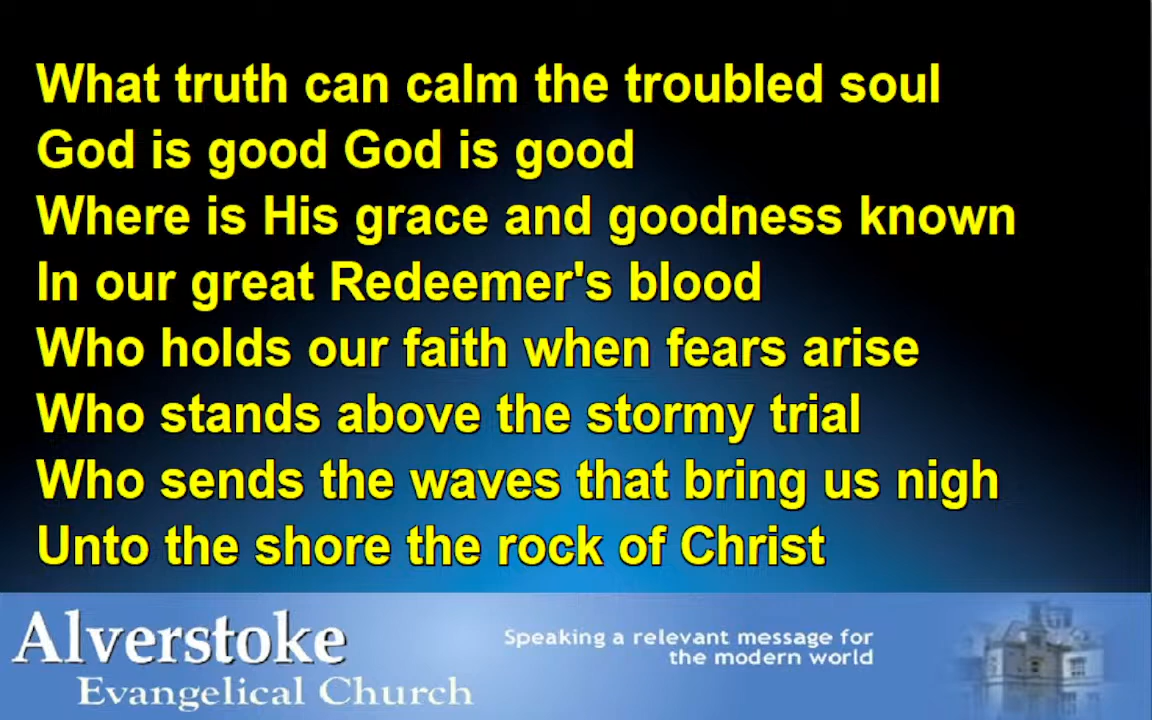 What truth can calm the troubled soul
God is good God is good
Where is His grace and goodness known
In our great Redeemer's blood
Who holds our faith when fears arise
Who stands above the stormy trial
Who sends the waves that bring us nigh
Unto the shore the rock of Christ
Alverstoke
Evangelical Church
Speaking a relevant message for
the modern world